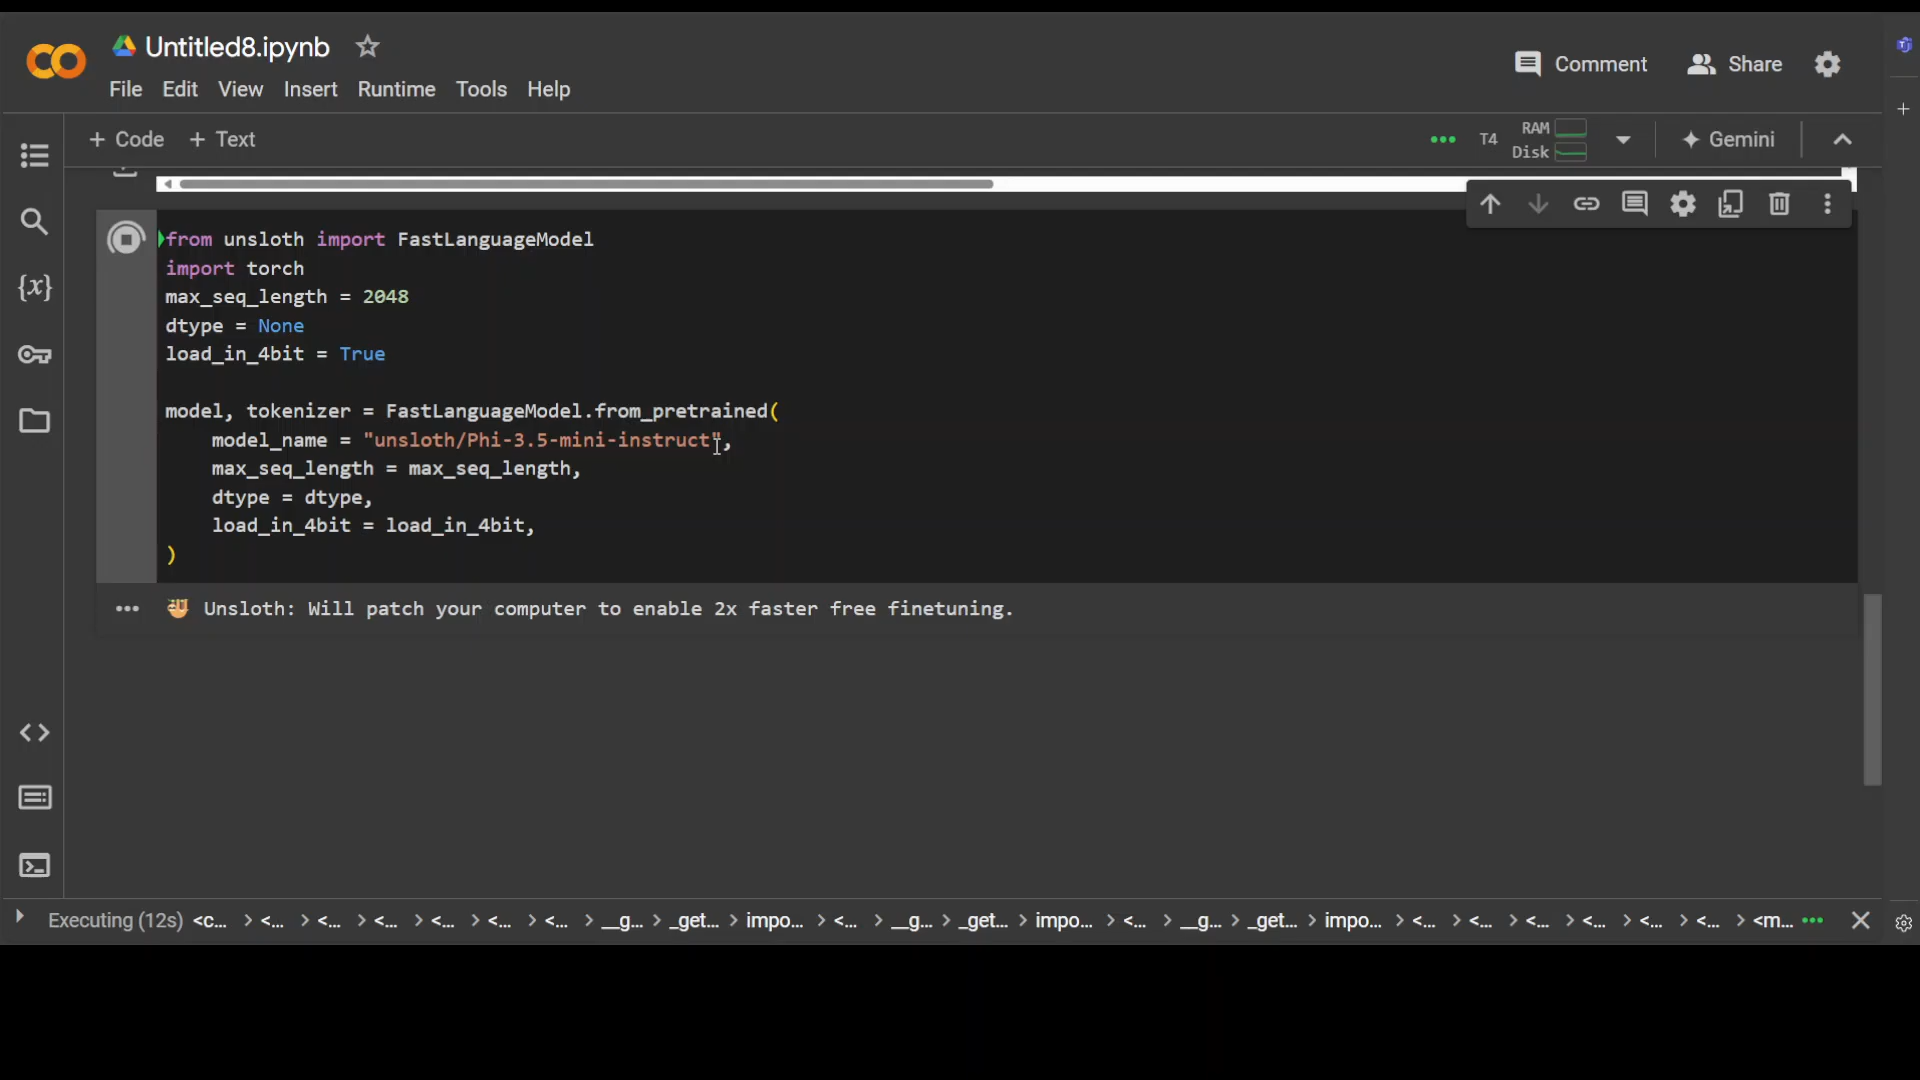 Untitled8.ipynb
File Edit View Insert Runtime Tools Help
Comment Share
+ Code + Text
T4 RAM Disk Gemini
from unsloth import FastLanguageModel
import torch
max_seq_length = 2048
dtype = None
load_in_4bit = True
model, tokenizer = FastLanguageModel.from_pretrained(
model_name = "unsloth/Phi-3.5-mini-instruct",
max_seq_length = max_seq_length,
dtype = dtype,
load_in_4bit = load_in_4bit,
)
🦥 Unsloth: Will patch your computer to enable 2x faster free finetuning.
Executing (12s) <c... > <... > <... > <... > <... > <... > <... > __g... > _get... > impo... > <... > __g... > _get... > impo... > <... > __g... > _get... > impo... > <... > <... > <... > <... > <... > <... > <m...